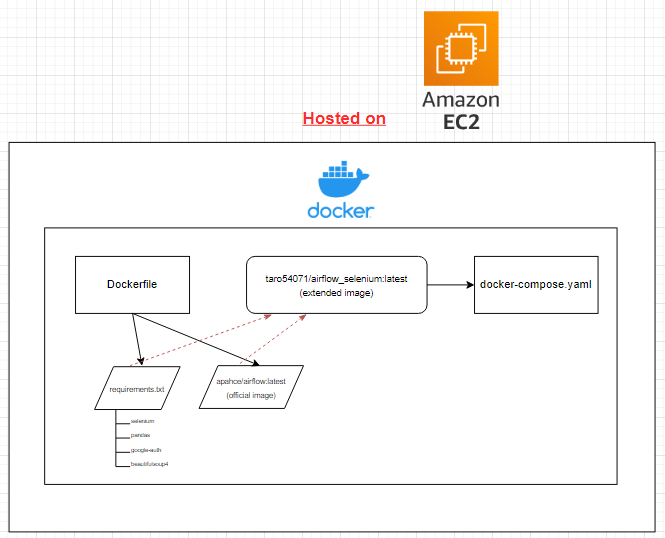 Amazon
EC2
Hosted on
docker
Dockerfile
taro54071/airflow_selenium:latest
(extended image)
docker-compose.yaml
requirements.txt
apahce/airflow:latest
(official image)
selenium
pandas
google-auth
beautifulsoup4